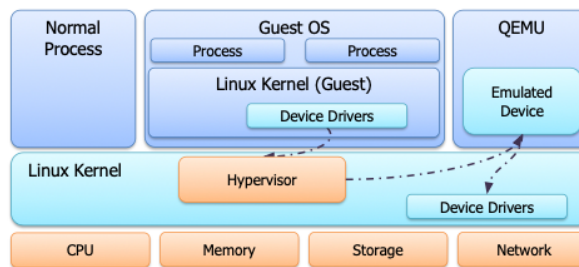 Normal
Process
Guest OS
Process
Process
Linux Kernel (Guest)
Device Drivers
QEMU
Emulated
Device
Linux Kernel
Hypervisor
Device Drivers
CPU
Memory
Storage
Network